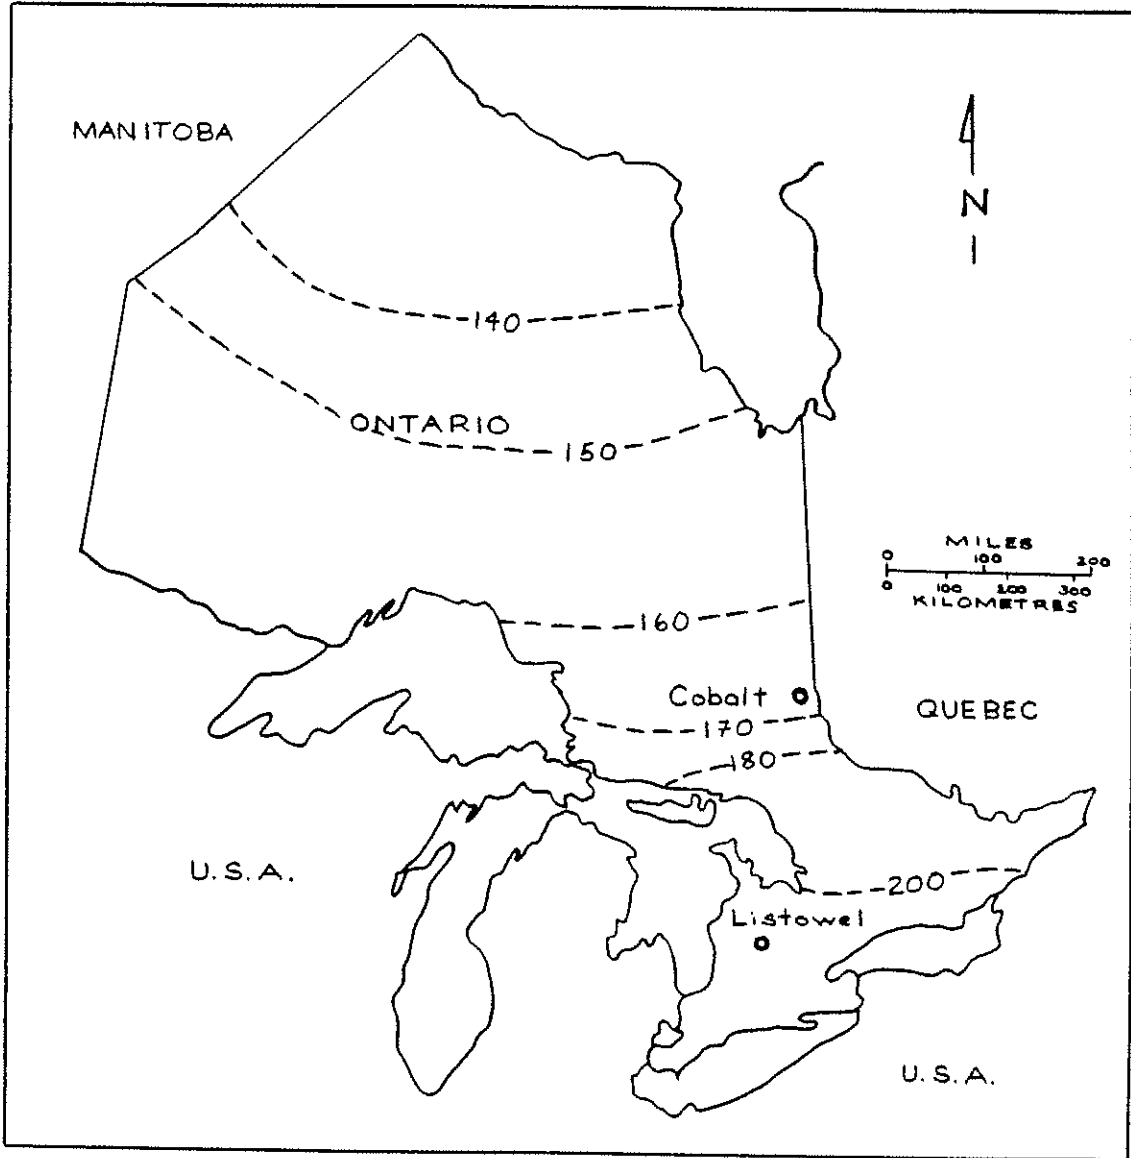 MANITOBA
N
140
ONTARIO
150
MILES
0 100 200
0 100 200 300
KILOMETRES
160
Cobalt
QUEBEC
170
180
U.S.A.
200
Listowel
U.S.A.